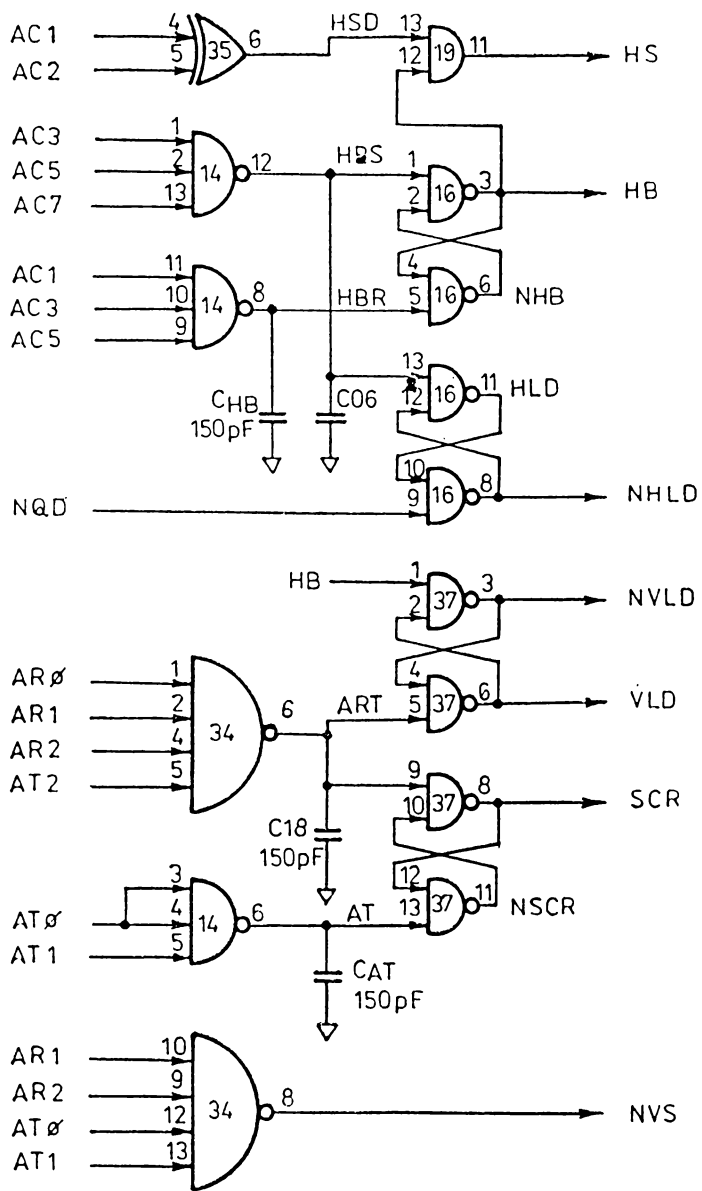 4 HSD 13
AC1 35 6 19 11 HS
AC2 5 12
AC3 1
AC5 2 14 12 HBS 1 16 3 HB
AC7 13 2
AC1 11 4
AC3 10 14 8 HBR 5 16 6 NHB
AC5 9
CHB 150pF C06 13 16 11 HLD
12
10
NQD 9 16 8 NHLD
HB 1 37 3 NVLD
2
ARø 1 4
AR1 2 34 6 ART 5 37 6 VLD
AR2 4
AT2 5 9 37 8 SCR
C18 10
150pF
3 12
ATø 4 14 6 AT 13 37 11 NSCR
AT1 5
CAT
150pF
AR1 10
AR2 9 34 8 NVS
ATø 12
AT1 13